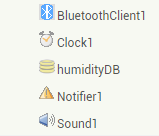 BluetoothClient1
Clock1
humidityDB
Notifier1
Sound1